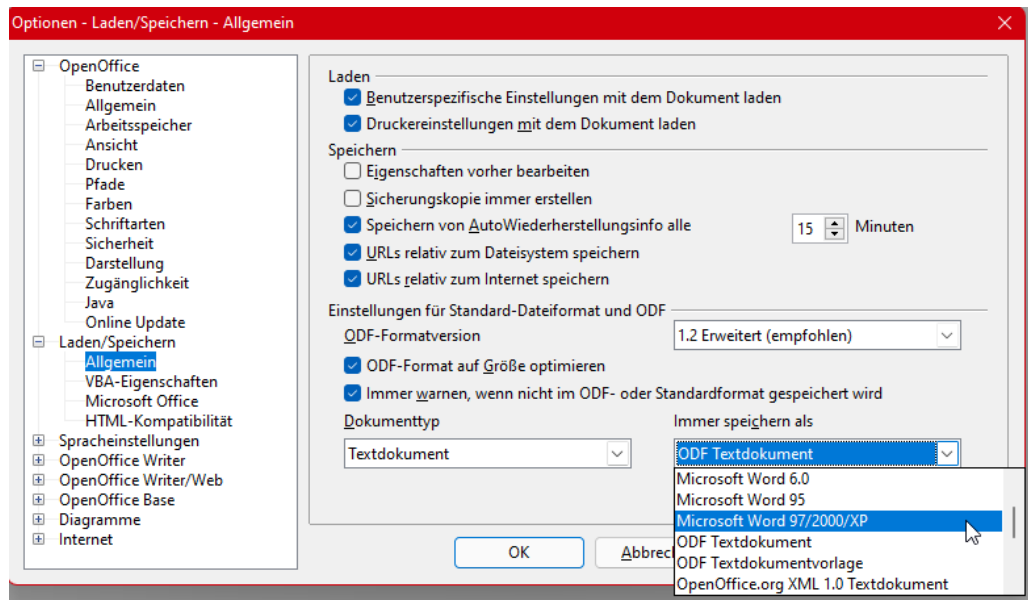 Optionen - Laden/Speichern - Allgemein
OpenOffice
Benutzerdaten
Allgemein
Arbeitsspeicher
Ansicht
Drucken
Pfade
Farben
Schriftarten
Sicherheit
Darstellung
Zugänglichkeit
Java
Online Update
Laden/Speichern
Allgemein
VBA-Eigenschaften
Microsoft Office
HTML-Kompatibilität
Spracheinstellungen
OpenOffice Writer
OpenOffice Writer/Web
OpenOffice Base
Diagramme
Internet
Laden
Benutzerspezifische Einstellungen mit dem Dokument laden
Druckereinstellungen mit dem Dokument laden
Speichern
Eigenschaften vorher bearbeiten
Sicherungskopie immer erstellen
Speichern von AutoWiederherstellungsinfo alle 15 Minuten
URLs relativ zum Dateisystem speichern
URLs relativ zum Internet speichern
Einstellungen für Standard-Dateiformat und ODF
ODF-Formatversion 1.2 Erweitert (empfohlen)
ODF-Format auf Größe optimieren
Immer warnen, wenn nicht im ODF- oder Standardformat gespeichert wird
Dokumenttyp Immer speichern als
Textdokument ODF Textdokument
Microsoft Word 6.0
Microsoft Word 95
Microsoft Word 97/2000/XP
ODF Textdokument
ODF Textdokumentvorlage
OpenOffice.org XML 1.0 Textdokument
OK Abbrec